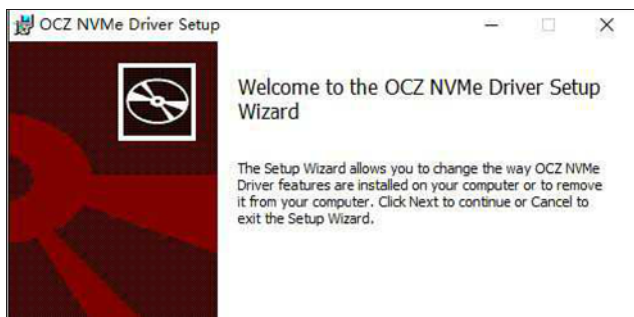 OCZ NVMe Driver Setup
Welcome to the OCZ NVMe Driver Setup
Wizard
The Setup Wizard allows you to change the way OCZ NVMe
Driver features are installed on your computer or to remove
it from your computer. Click Next to continue or Cancel to
exit the Setup Wizard.